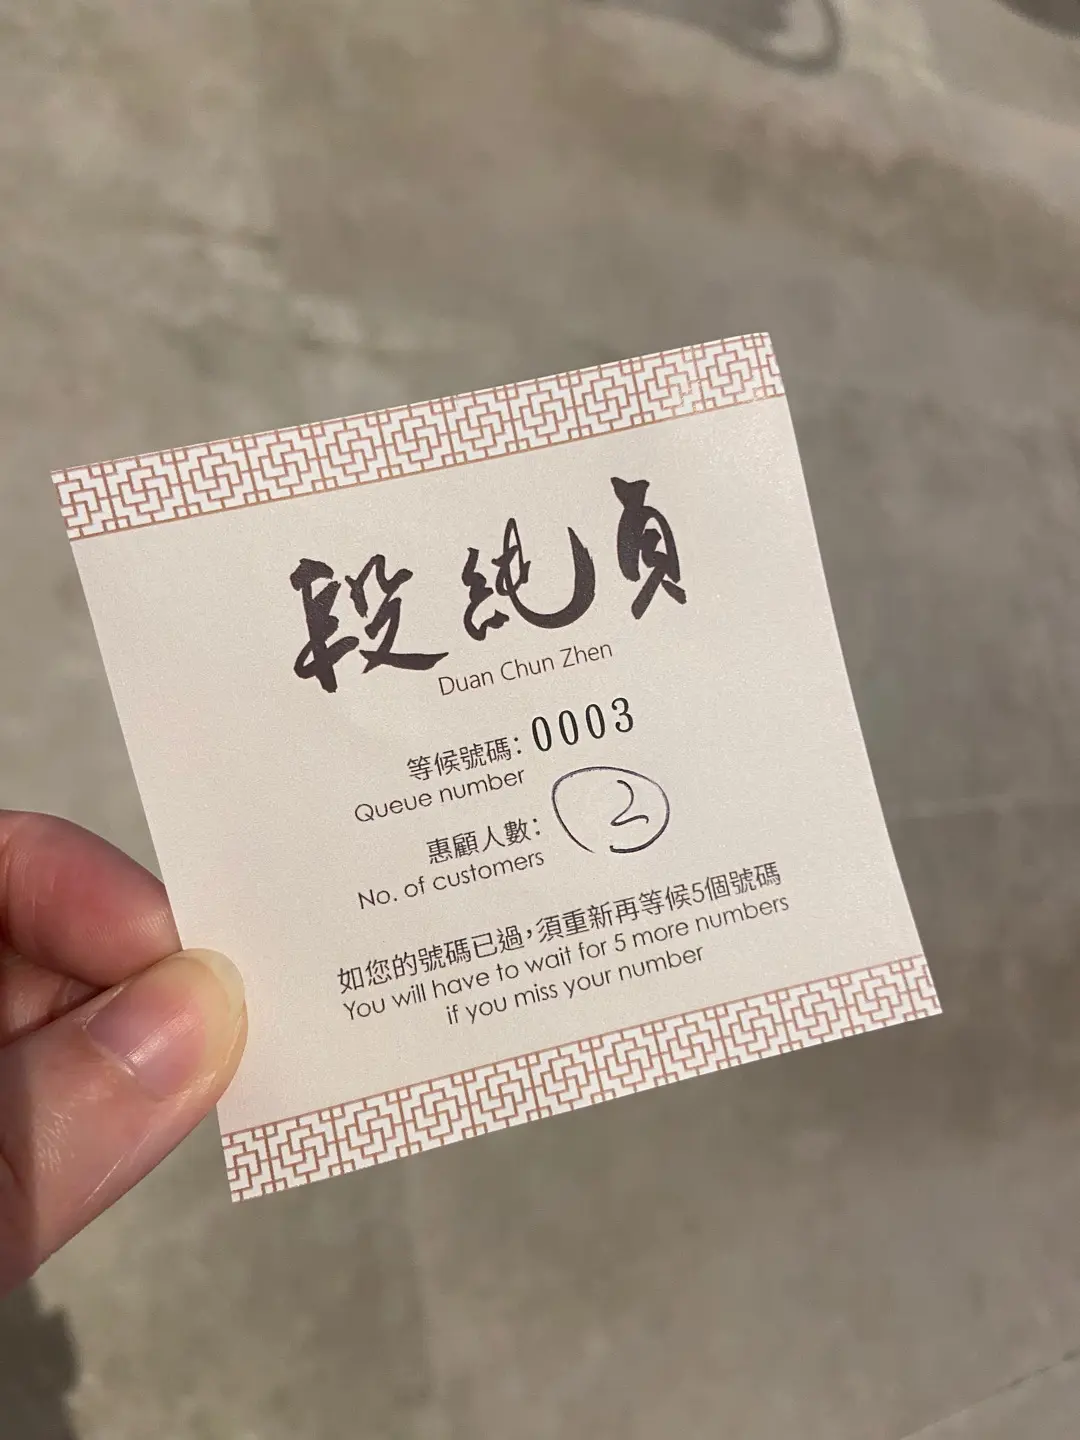 段純貞
Duan Chun Zhen
等候號碼：0003
Queue number
惠顧人數：2
No. of customers
如您的號碼已過，須重新再等候5個號碼
You will have to wait for 5 more numbers
if you miss your number